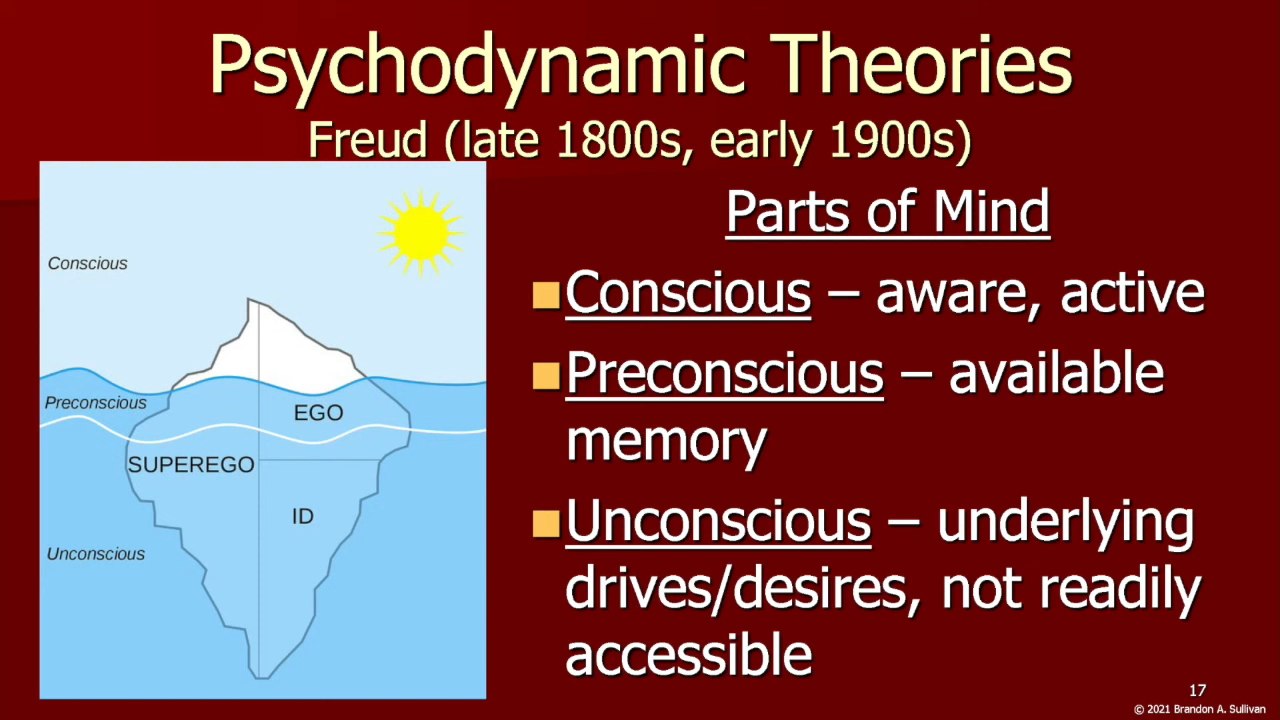 Psychodynamic Theories
Freud (late 1800s, early 1900s)
Conscious
Preconscious
EGO
SUPEREGO
ID
Unconscious
Parts of Mind
Conscious – aware, active
Preconscious – available
memory
Unconscious – underlying
drives/desires, not readily
accessible
17
© 2021 Brandon A. Sullivan